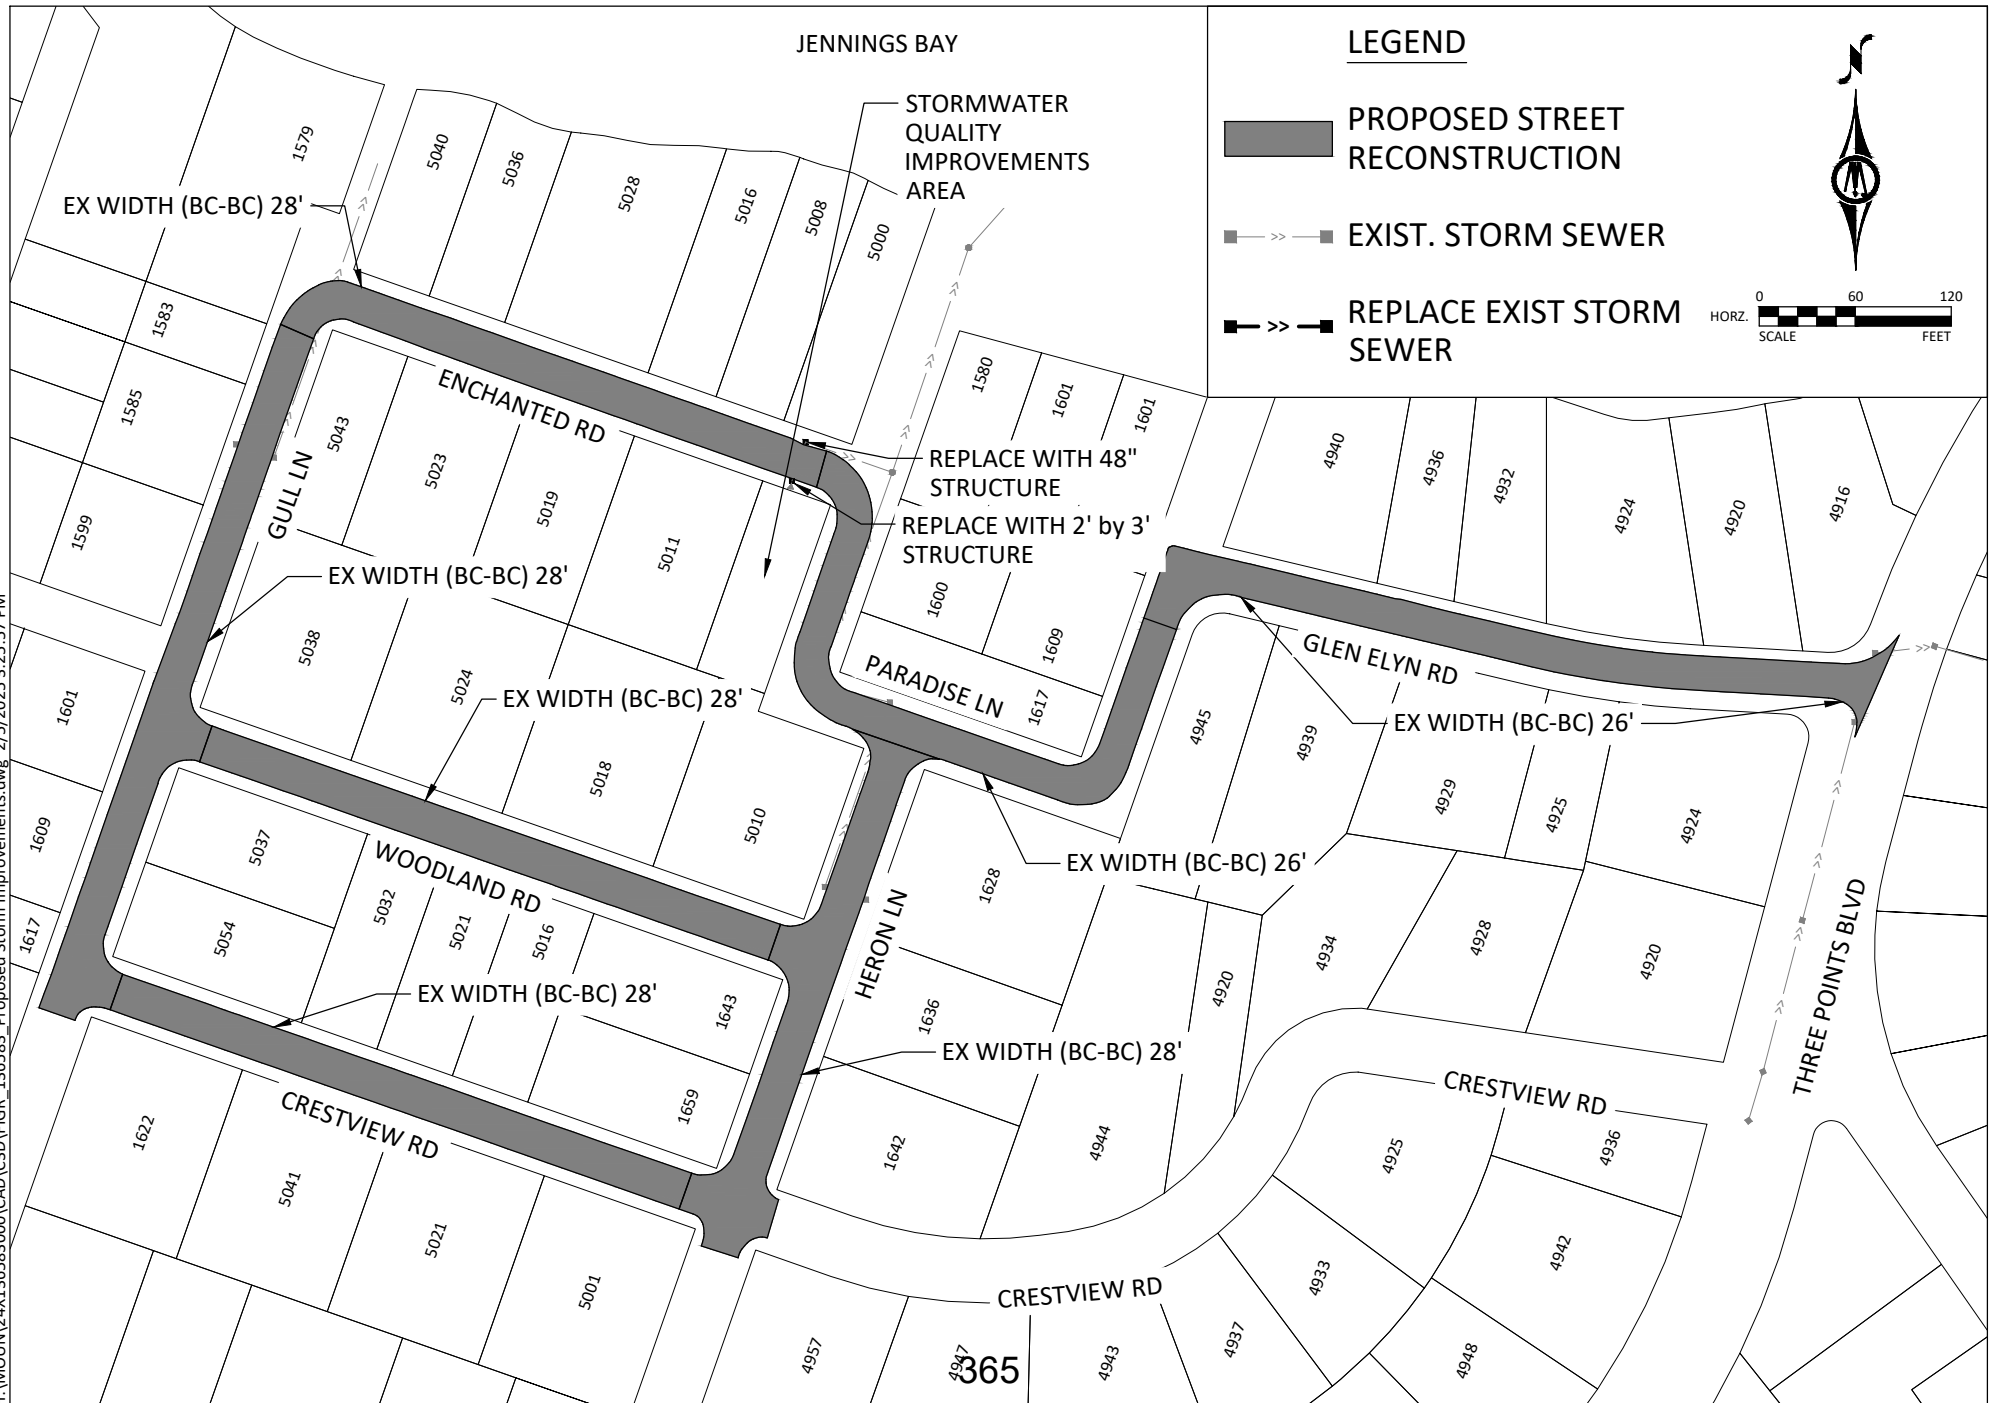 JENNINGS BAY
STORMWATER
QUALITY
IMPROVEMENTS
AREA
LEGEND
PROPOSED STREET
RECONSTRUCTION
EXIST. STORM SEWER
REPLACE EXIST STORM
SEWER
N
0 60 120
HORZ.
SCALE FEET
EX WIDTH (BC-BC) 28'
1579
5040
5036
5028
5016
5008
5000
1583
1585
1599
ENCHANTED RD
GULL LN
5043
5023
5019
5011
1580
1601
1601
REPLACE WITH 48"
STRUCTURE
REPLACE WITH 2' by 3'
STRUCTURE
4940
4936
4932
4924
4920
4916
EX WIDTH (BC-BC) 28'
5038
5024
EX WIDTH (BC-BC) 28'
5018
5010
1600
1609
PARADISE LN
1617
GLEN ELYN RD
EX WIDTH (BC-BC) 26'
4945
4939
4929
4925
4924
1601
1609
1617
WOODLAND RD
5037
5054
5032
5021
5016
1643
1659
EX WIDTH (BC-BC) 28'
HERON LN
1628
1636
1642
EX WIDTH (BC-BC) 26'
EX WIDTH (BC-BC) 28'
4944
4920
4934
4928
4920
THREE POINTS BLVD
CRESTVIEW RD
1622
5041
5021
5001
CRESTVIEW RD
4925
4936
4942
4933
4937
4948
CRESTVIEW RD
4957
4947
4943
365